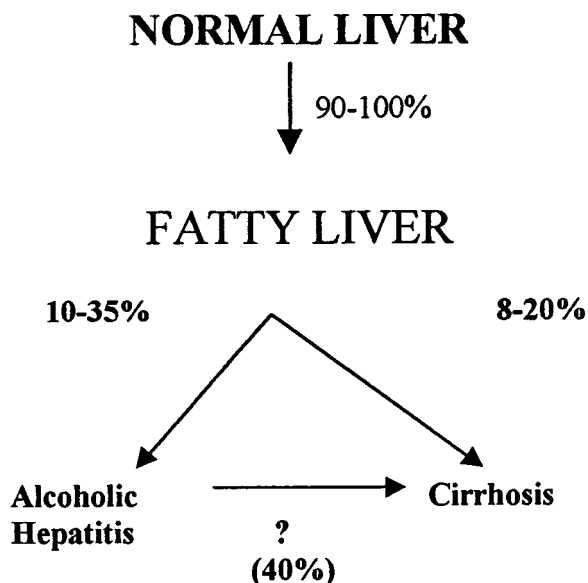 NORMAL LIVER
90-100%
FATTY LIVER
10-35%
8-20%
Alcoholic
Hepatitis
Cirrhosis
?
(40%)